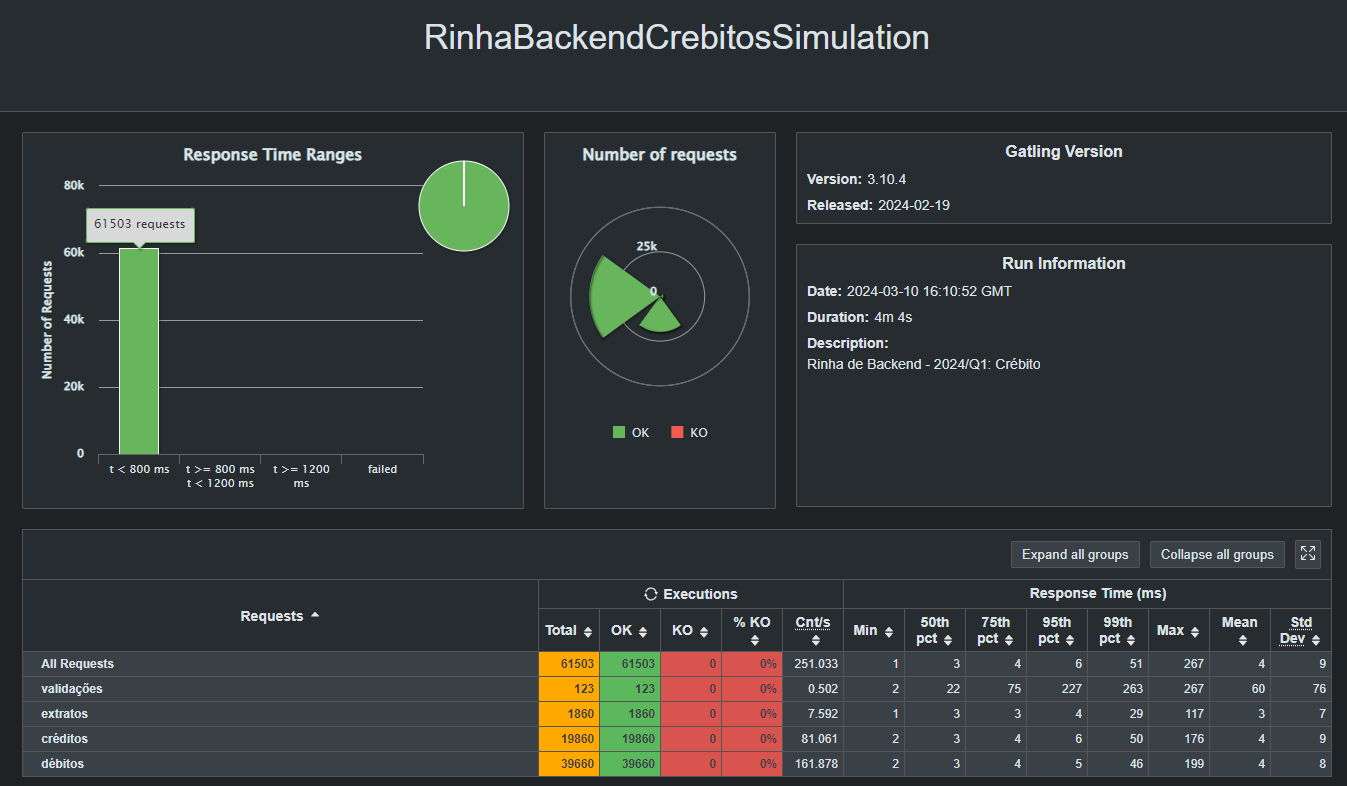 RinhaBackendCrebitosSimulation
Response Time Ranges
80k
61503 requests
60k
40k
20k
0
Number of Requests
t < 800 ms
t >= 800 ms
t < 1200 ms
t >= 1200
ms
failed
Number of requests
25k
0
OK KO
Gatling Version
Version: 3.10.4
Released: 2024-02-19
Run Information
Date: 2024-03-10 16:10:52 GMT
Duration: 4m 4s
Description:
Rinha de Backend - 2024/Q1: Crébito
Expand all groups Collapse all groups
Requests
Executions
Response Time (ms)
Total OK KO % KO Cnt/s Min 50th pct 75th pct 95th pct 99th pct Max Mean Std Dev
All Requests 61503 61503 0 0% 251.033 1 3 4 6 51 267 4 9
validações 123 123 0 0% 0.502 2 22 75 227 263 267 60 76
extratos 1860 1860 0 0% 7.592 1 3 3 4 29 117 3 7
créditos 19860 19860 0 0% 81.061 2 3 4 6 50 176 4 9
débitos 39660 39660 0 0% 161.878 2 3 4 5 46 199 4 8